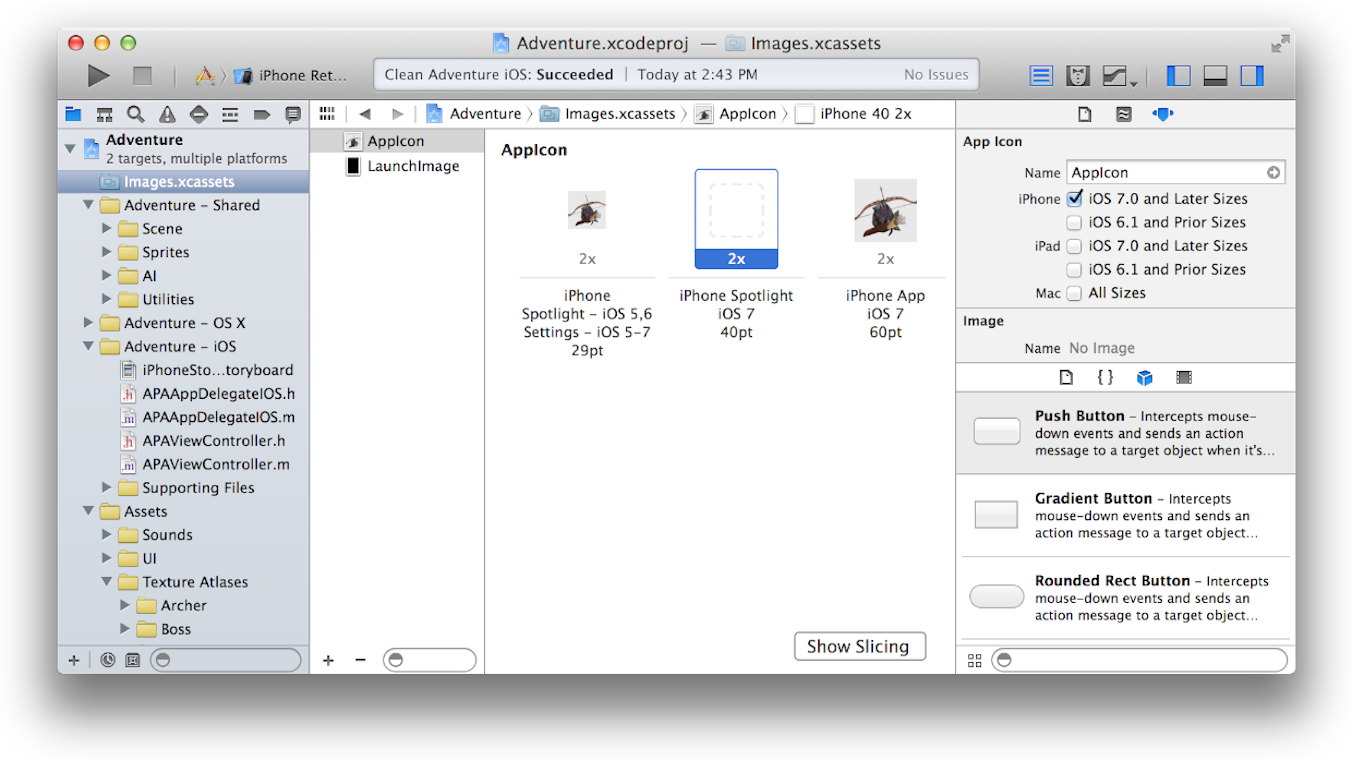 Adventure.xcodeproj — Images.xcassets
iPhone Ret...
Clean Adventure iOS: Succeeded | Today at 2:43 PM
No Issues
Adventure
Images.xcassets
AppIcon
iPhone 40 2x
Adventure
2 targets, multiple platforms
Images.xcassets
Adventure – Shared
Scene
Sprites
AI
Utilities
Adventure – OS X
Adventure – iOS
iPhoneSto...toryboard
APAAppDelegateIOS.h
APAAppDelegateIOS.m
APAViewController.h
APAViewController.m
Supporting Files
Assets
Sounds
UI
Texture Atlases
Archer
Boss
AppIcon
LaunchImage
AppIcon
2x
iPhone
Spotlight – iOS 5,6
Settings – iOS 5–7
29pt
2x
iPhone Spotlight
iOS 7
40pt
2x
iPhone App
iOS 7
60pt
Show Slicing
App Icon
Name AppIcon
iPhone iOS 7.0 and Later Sizes
iOS 6.1 and Prior Sizes
iPad iOS 7.0 and Later Sizes
iOS 6.1 and Prior Sizes
Mac All Sizes
Image
Name No Image
{ }
Push Button – Intercepts mouse-
down events and sends an action
message to a target object when it's...
Gradient Button – Intercepts
mouse-down events and sends an
action message to a target object...
Rounded Rect Button – Intercepts
mouse-down events and sends an
action message to a target object...